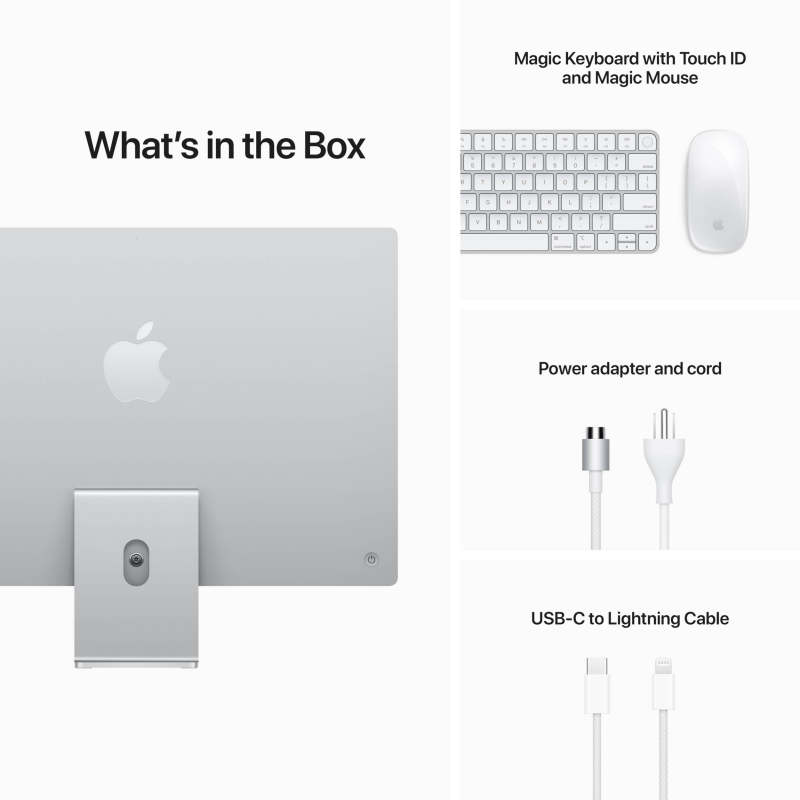 What's in the Box
Magic Keyboard with Touch ID
and Magic Mouse
Power adapter and cord
USB-C to Lightning Cable